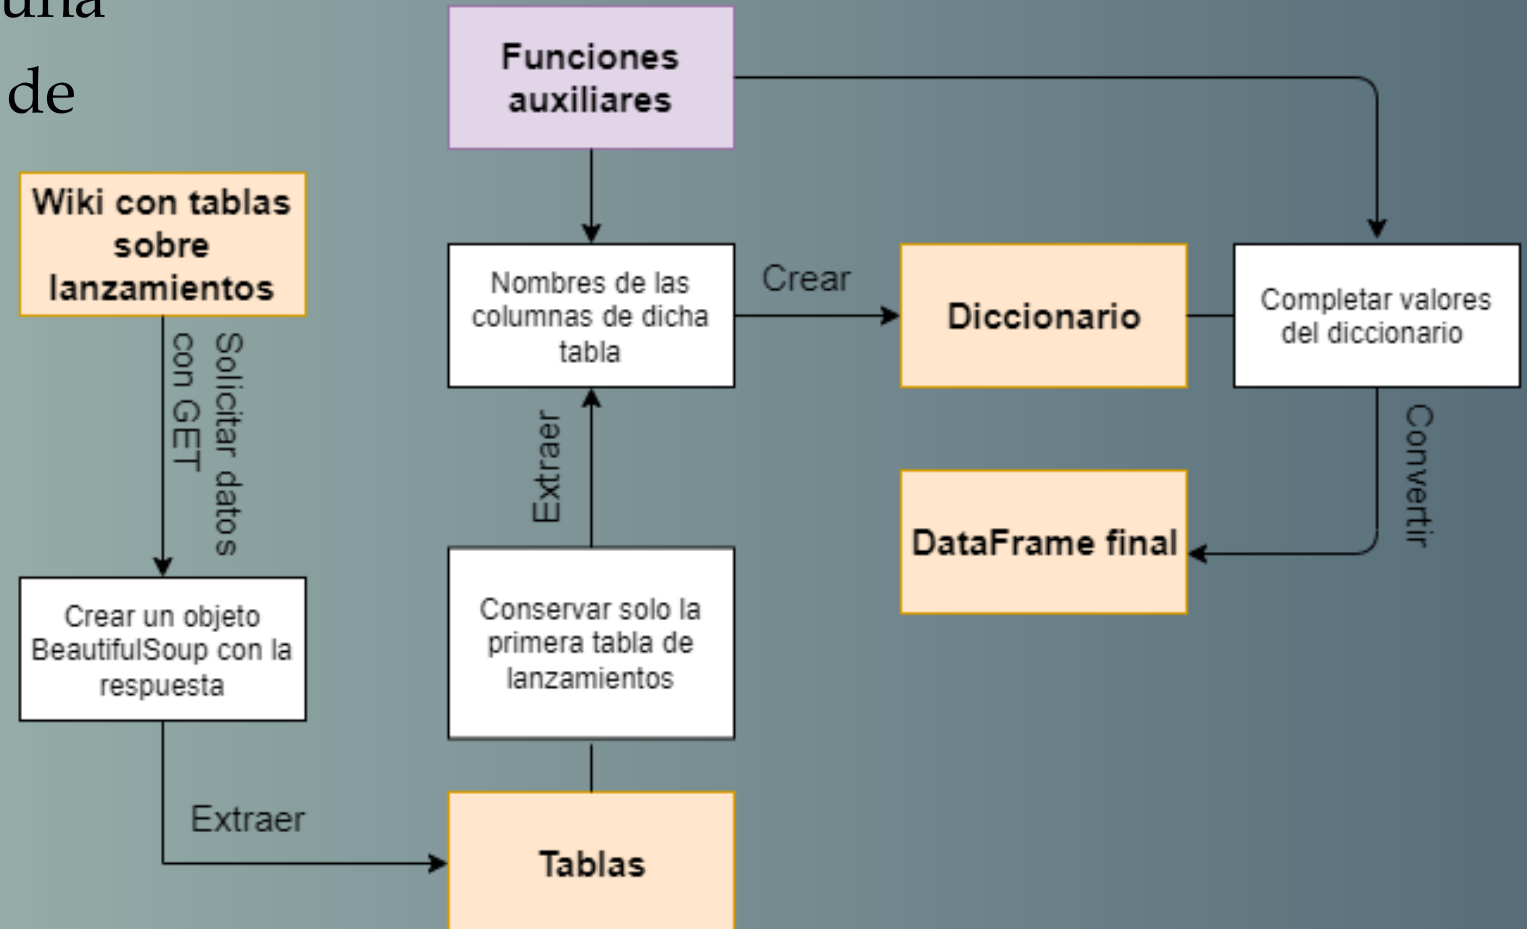 una
de
Wiki con tablas
sobre
lanzamientos
Solicitar datos
con GET
Crear un objeto
BeautifulSoup con la
respuesta
Extraer
Tablas
Conservar solo la
primera tabla de
lanzamientos
Extraer
Funciones
auxiliares
Nombres de las
columnas de dicha
tabla
Crear
Diccionario
Completar valores
del diccionario
Convertir
DataFrame final